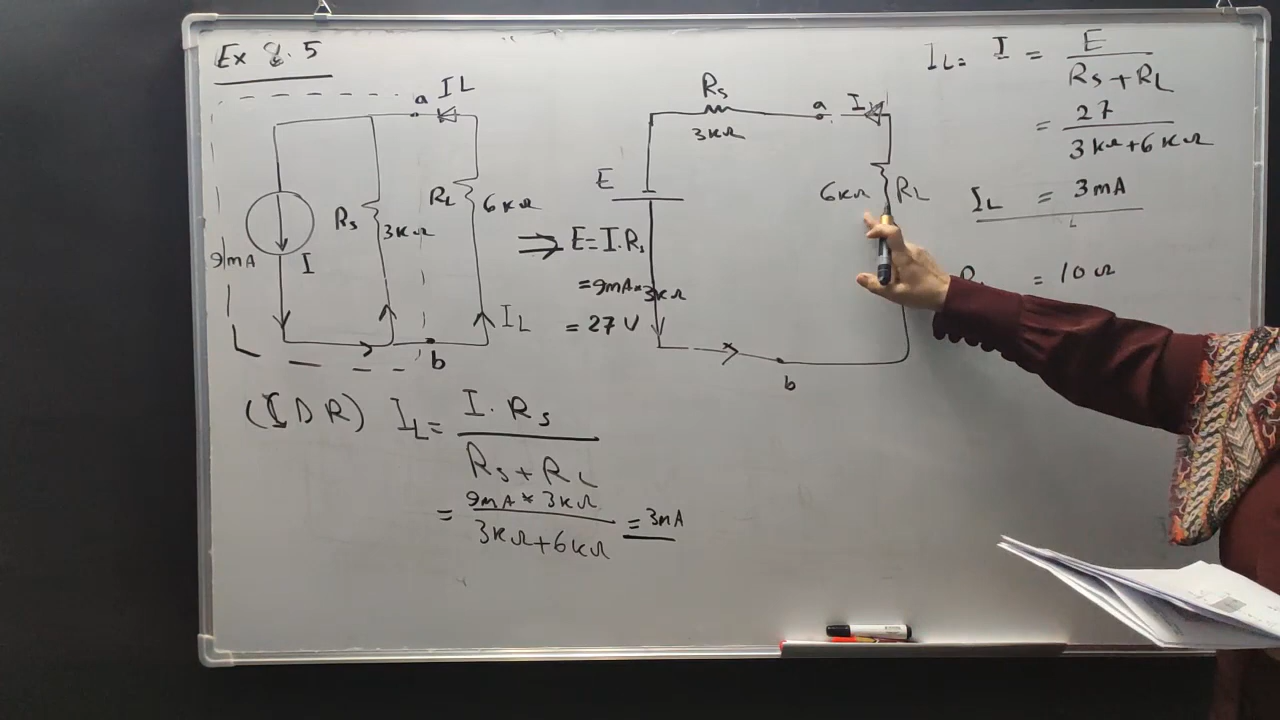 Ex 8.5
a
IL
RL
6kΩ
Rs
3kΩ
9mA
I
IL
b
(IDR) IL = I. Rs / Rs + RL
= 9mA * 3kΩ / 3kΩ+6kΩ = 3mA
⇒ E=I.Rs
=9mA*3kΩ
= 27 V
Rs
3kΩ
a
E
6kΩ
RL
b
IL= I = E / Rs + RL
= 27 / 3kΩ+6kΩ
IL = 3mA
= 10Ω